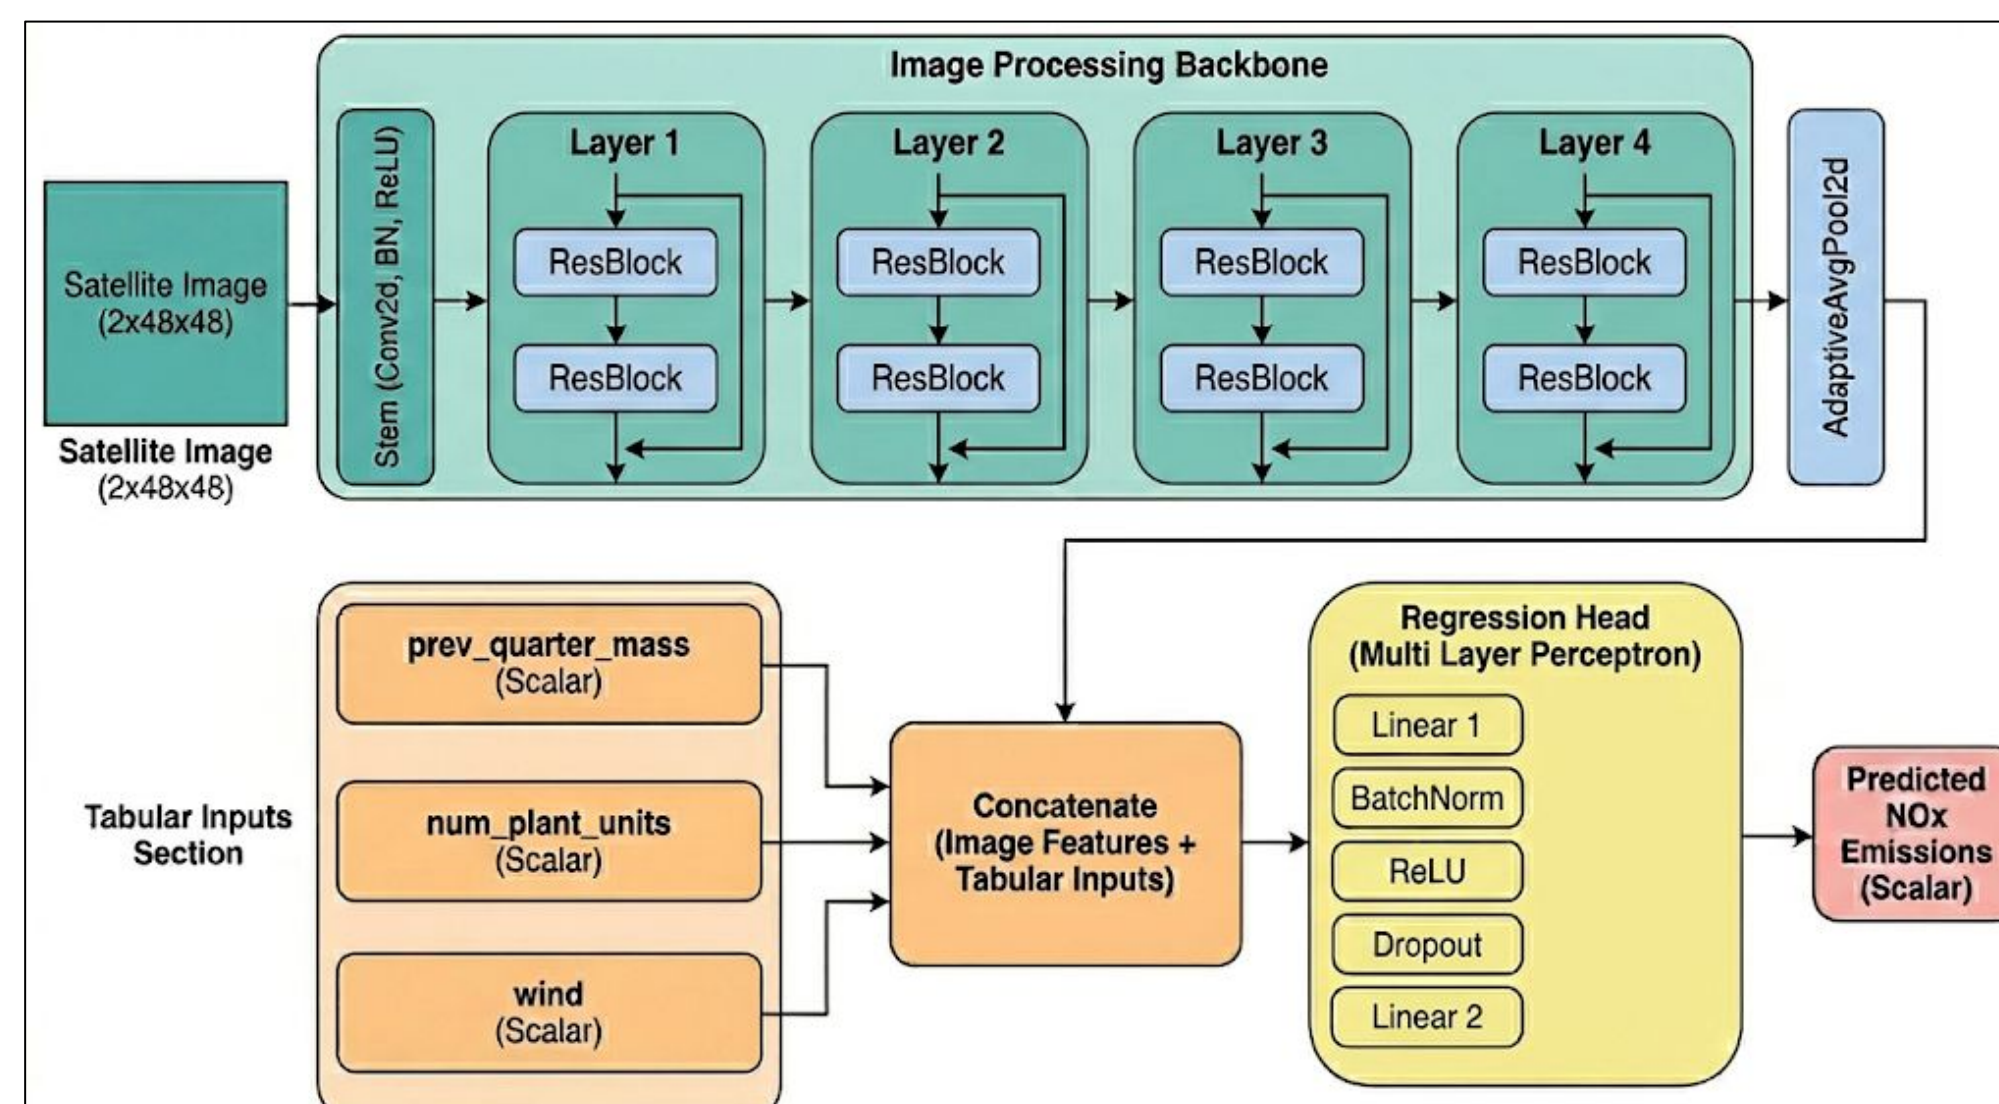 Image Processing Backbone
Satellite Image
(2x48x48)
Satellite Image
(2x48x48)
Stem (Conv2d, BN, ReLU)
Layer 1
ResBlock
ResBlock
Layer 2
ResBlock
ResBlock
Layer 3
ResBlock
ResBlock
Layer 4
ResBlock
ResBlock
AdaptiveAvgPool2d
Tabular Inputs
Section
prev_quarter_mass
(Scalar)
num_plant_units
(Scalar)
wind
(Scalar)
Concatenate
(Image Features +
Tabular Inputs)
Regression Head
(Multi Layer Perceptron)
Linear 1
BatchNorm
ReLU
Dropout
Linear 2
Predicted
NOx
Emissions
(Scalar)